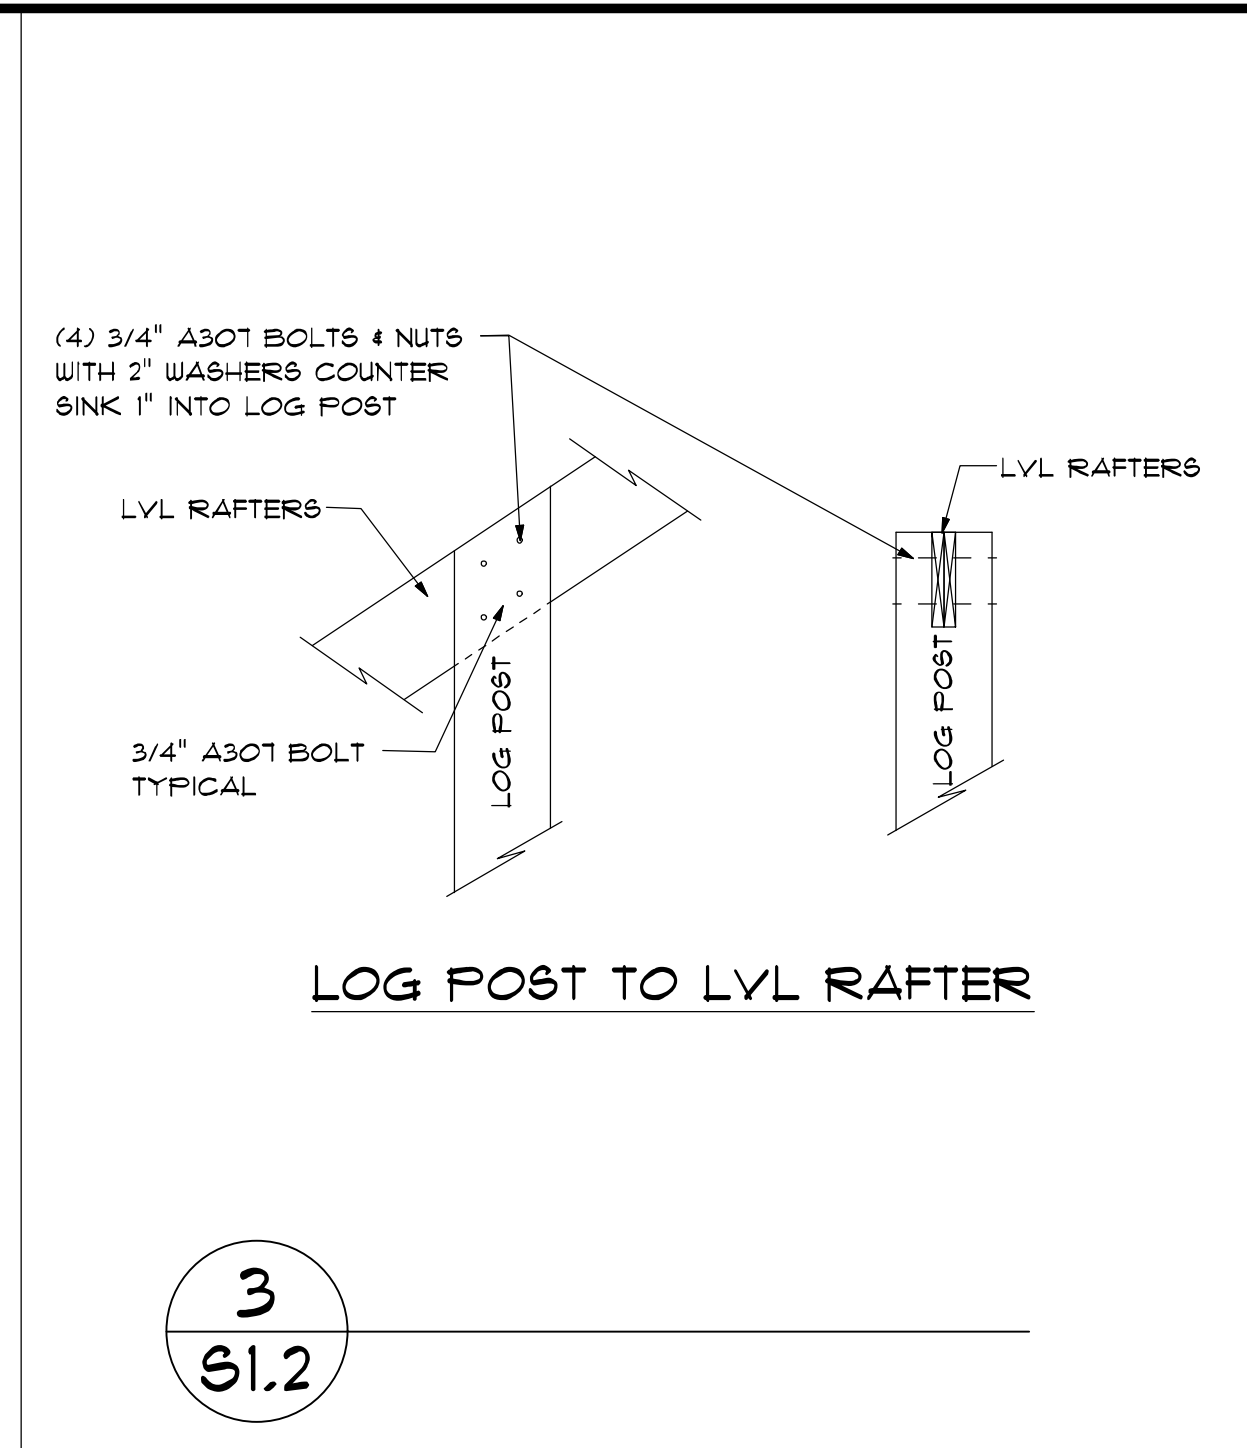 (4) 3/4" A307 BOLTS & NUTS
WITH 2" WASHERS COUNTER
SINK 1" INTO LOG POST
LVL RAFTERS
LVL RAFTERS
LOG POST
LOG POST
3/4" A307 BOLT
TYPICAL
LOG POST TO LVL RAFTER
3
S1.2